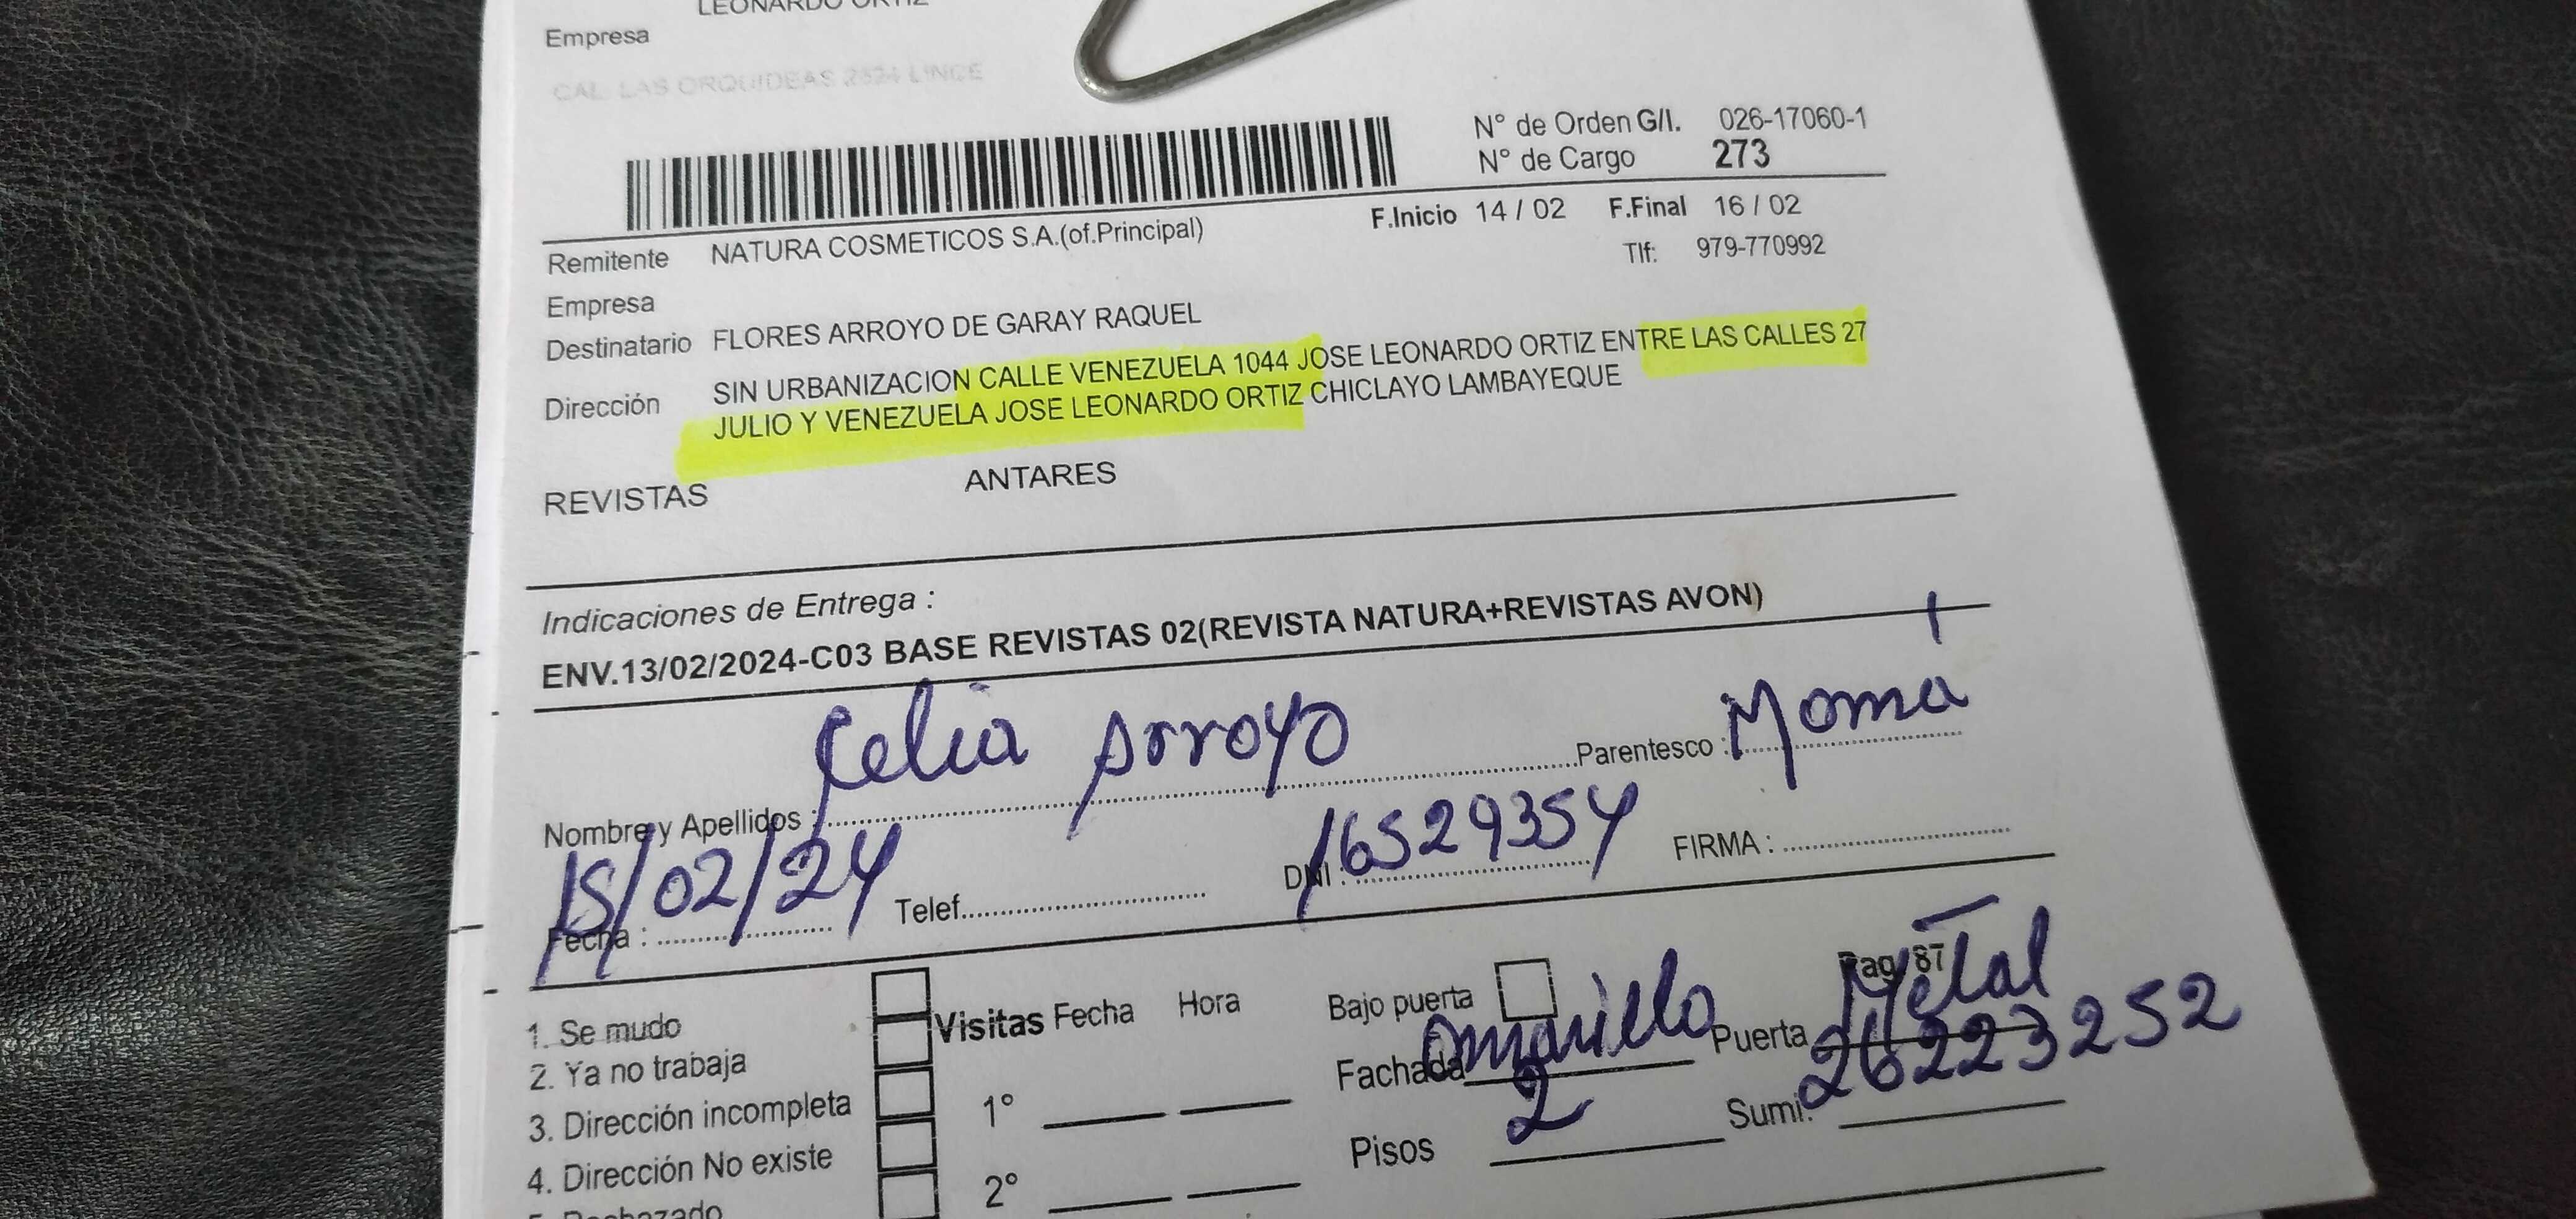 LEONARDO ORTIZ
Empresa
CAL. LAS ORQUIDEAS 2624 LINCE
N° de Orden G/I. 026-17060-1
N° de Cargo 273
F.Inicio 14 / 02 F.Final 16 / 02
Remitente NATURA COSMETICOS S.A.(of.Principal)
Tlf: 979-770992
Empresa
Destinatario FLORES ARROYO DE GARAY RAQUEL
Dirección SIN URBANIZACION CALLE VENEZUELA 1044 JOSE LEONARDO ORTIZ ENTRE LAS CALLES 27
JULIO Y VENEZUELA JOSE LEONARDO ORTIZ CHICLAYO LAMBAYEQUE
REVISTAS ANTARES
Indicaciones de Entrega :
ENV.13/02/2024-C03 BASE REVISTAS 02(REVISTA NATURA+REVISTAS AVON)
Nombre y Apellidos : Celia Arroyo Parentesco : Mamá
Fecha : 15/02/24 Telef. DNI : 16529354 FIRMA :
Pag 87
1. Se mudo
2. Ya no trabaja
3. Dirección incompleta
4. Dirección No existe
5. Rechazado
Visitas Fecha Hora
1°
2°
Bajo puerta
Fachada amarillo Puerta Metal
Pisos 2 Sumi: 26223252